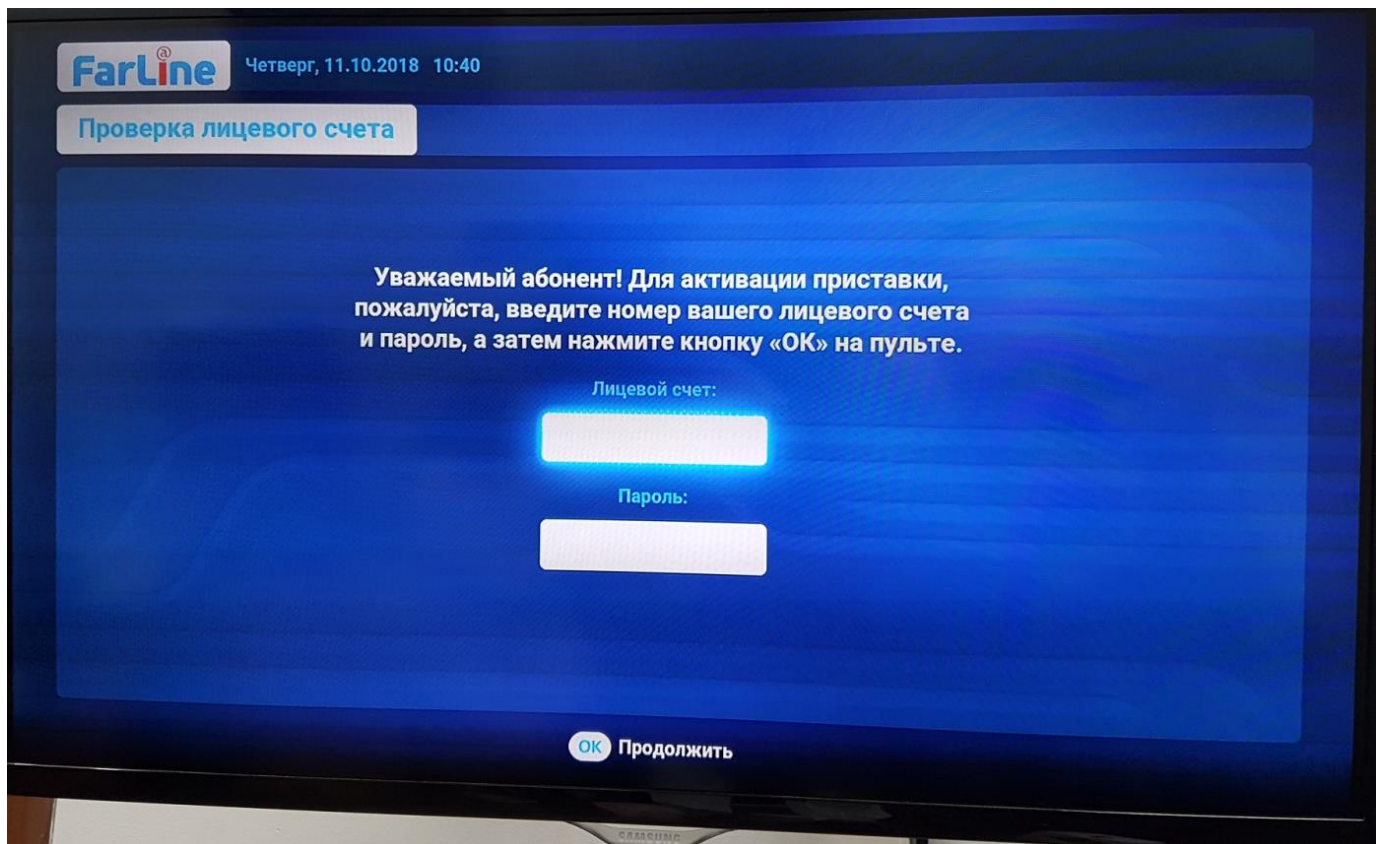 FarLine
@
Четверг, 11.10.2018 10:40
Проверка лицевого счета
Уважаемый абонент! Для активации приставки,
пожалуйста, введите номер вашего лицевого счета
и пароль, а затем нажмите кнопку «ОК» на пульте.
Лицевой счет:
Пароль:
OK Продолжить
SAMSUNG